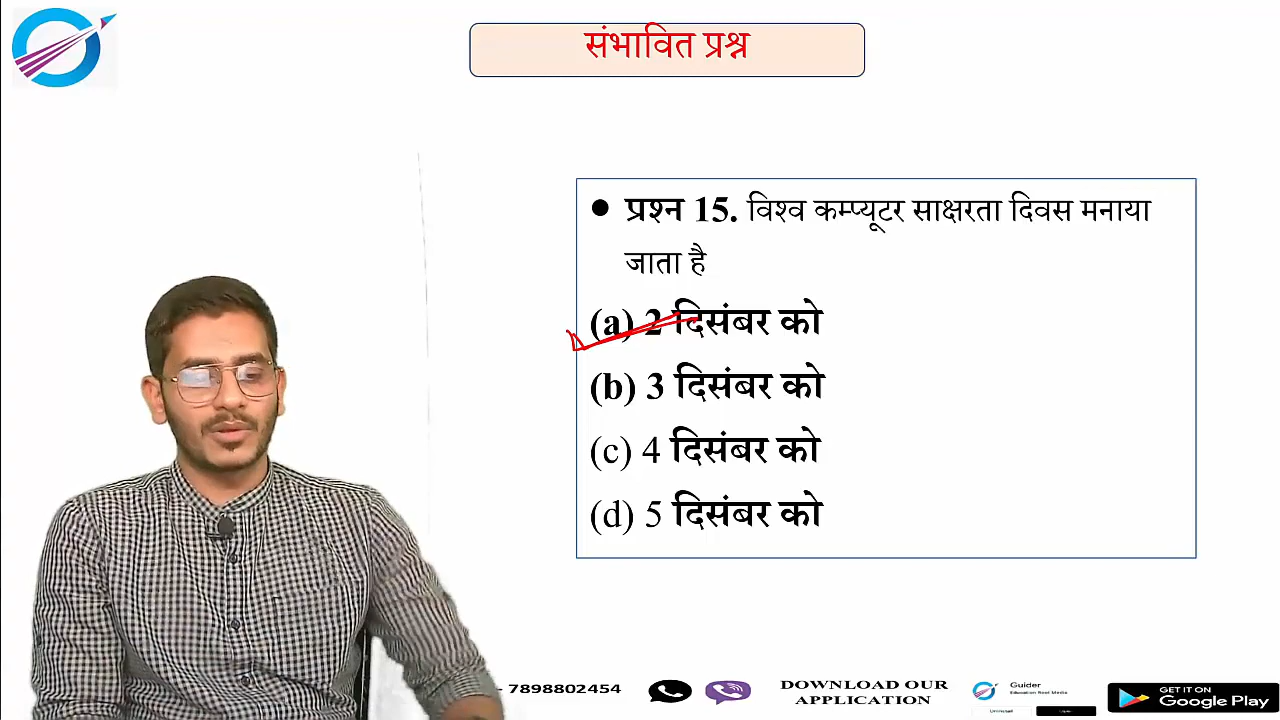 संभावित प्रश्न
● प्रश्न 15. विश्व कम्प्यूटर साक्षरता दिवस मनाया
जाता है
(a) 2 दिसंबर को
(b) 3 दिसंबर को
(c) 4 दिसंबर को
(d) 5 दिसंबर को
- 7898802454
DOWNLOAD OUR
APPLICATION
Guider
GET IT ON
Google Play